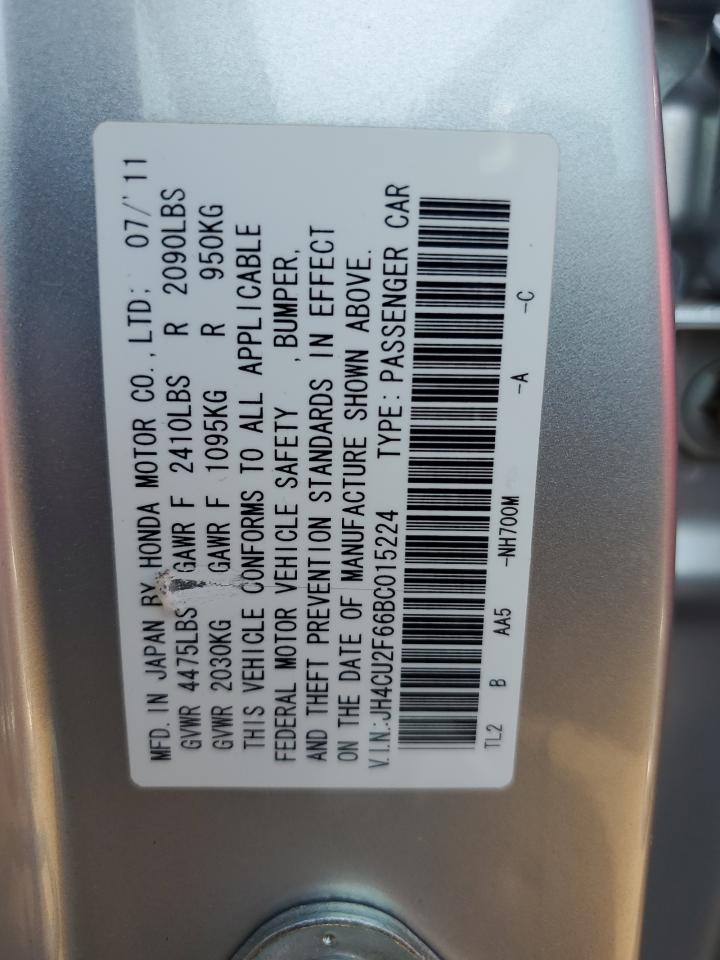 MFD. IN JAPAN BY HONDA MOTOR CO., LTD; 07/'11
GVWR 4475LBS GAWR F 2410LBS R 2090LBS
GVWR 2030KG GAWR F 1095KG R 950KG
THIS VEHICLE CONFORMS TO ALL APPLICABLE
FEDERAL MOTOR VEHICLE SAFETY ,BUMPER,
AND THEFT PREVENTION STANDARDS IN EFFECT
ON THE DATE OF MANUFACTURE SHOWN ABOVE.
V.I.N.:JH4CU2F66BC015224 TYPE:PASSENGER CAR
TL2 B AA5 -NH700M -A -C